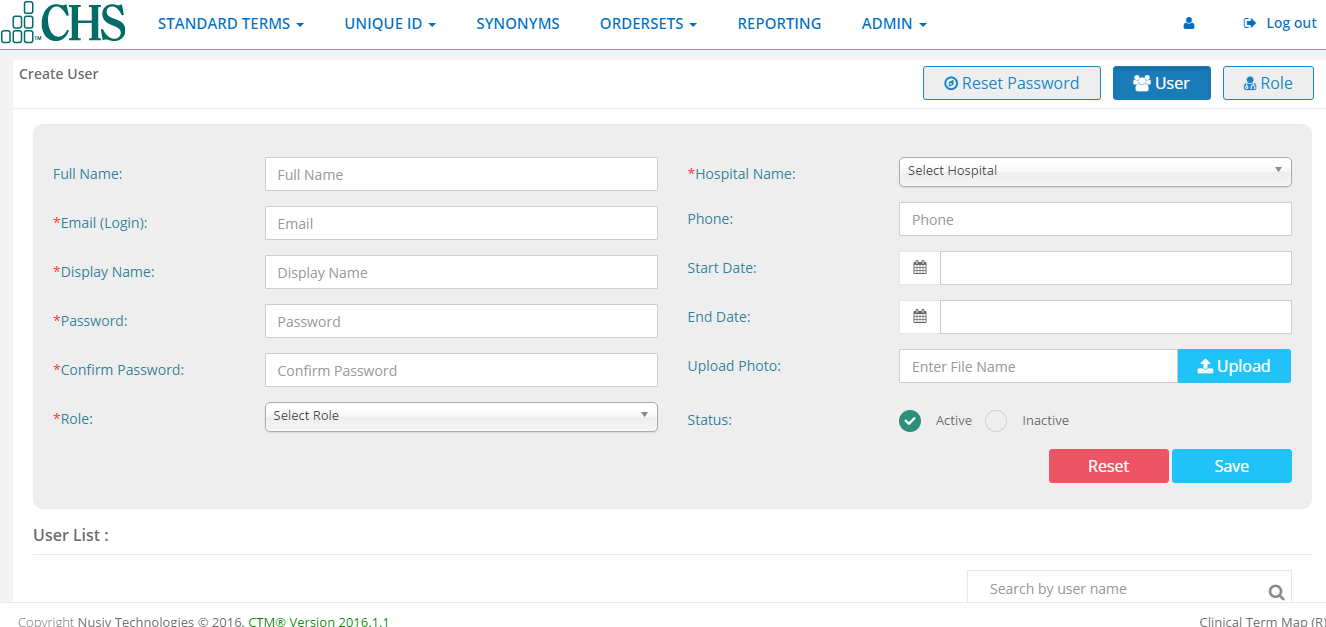 CHS STANDARD TERMS UNIQUE ID SYNONYMS ORDERSETS REPORTING ADMIN Log out
Create User Reset Password User Role
Full Name: Full Name *Hospital Name: Select Hospital
*Email (Login): Email Phone: Phone
*Display Name: Display Name Start Date:
*Password: Password End Date:
*Confirm Password: Confirm Password Upload Photo: Enter File Name Upload
*Role: Select Role Status: Active Inactive
Reset Save
User List :
Search by user name
Copyright Nusiv Technologies © 2016. CTM® Version 2016.1.1 Clinical Term Map (R)